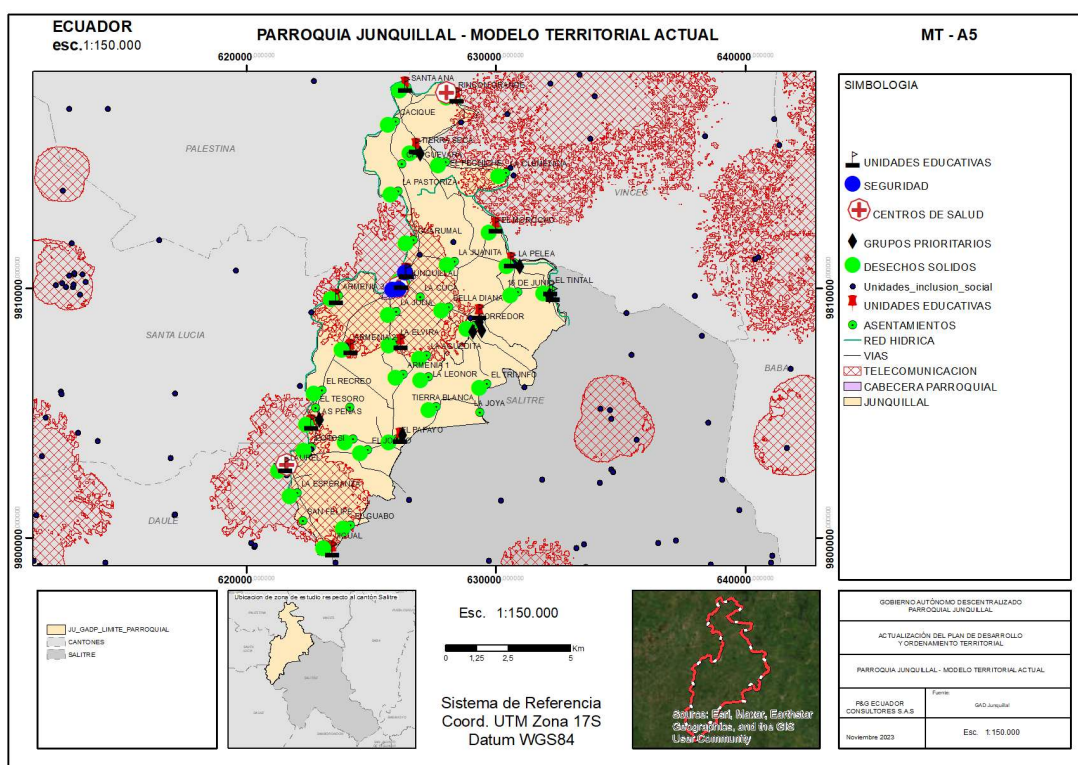 ECUADOR
esc.1:150.000
PARROQUIA JUNQUILLAL - MODELO TERRITORIAL ACTUAL
MT - A5
620000
630000
640000
9810000
9800000
9810000
9800000
PALESTINA
VINCES
SANTA LUCIA
BABA
SALITRE
DAULE
SANTA ANA
CACIQUE
TIERRA SECA
LA PASTORIZA
LA JUANITA
LA PELEA
EL TINTAL
18 DE JUNIO
LA CUCA
BELLA DIANA
LA ELVIRA
ARMENIA 1
LA LEONOR
EL TRIUNFO
EL RECREO
EL TESORO
LAS PEÑAS
TIERRA BLANCA
LA JOYA
EL PAPAYO
LA ESPERANZA
SAN FELIPE
EL GUABO
SIMBOLOGIA
UNIDADES EDUCATIVAS
SEGURIDAD
CENTROS DE SALUD
GRUPOS PRIORITARIOS
DESECHOS SOLIDOS
Unidades_inclusion_social
UNIDADES EDUCATIVAS
ASENTAMIENTOS
RED HIDRICA
VIAS
TELECOMUNICACION
CABECERA PARROQUIAL
JUNQUILLAL
620000
630000
640000
JU_GADP_LIMITE_PARROQUIAL
CANTONES
SALITRE
Ubicacion de zona de estudio respecto al cantón Salitre
Esc. 1:150.000
0 1,25 2,5 5
Km
Sistema de Referencia
Coord. UTM Zona 17S
Datum WGS84
Source: Esri, Maxar, Earthstar
Geographics, and the GIS
User Community
GOBIERNO AUTÓNOMO DESCENTRALIZADO
PARROQUIAL JUNQUILLAL
ACTUALIZACIÓN DEL PLAN DE DESARROLLO
Y ORDENAMIENTO TERRITORIAL
PARROQUIA JUNQUILLAL - MODELO TERRITORIAL ACTUAL
P&G ECUADOR
CONSULTORES S.A.S
Fuente:
GAD Junquillal
Noviembre 2023
Esc. 1:150.000